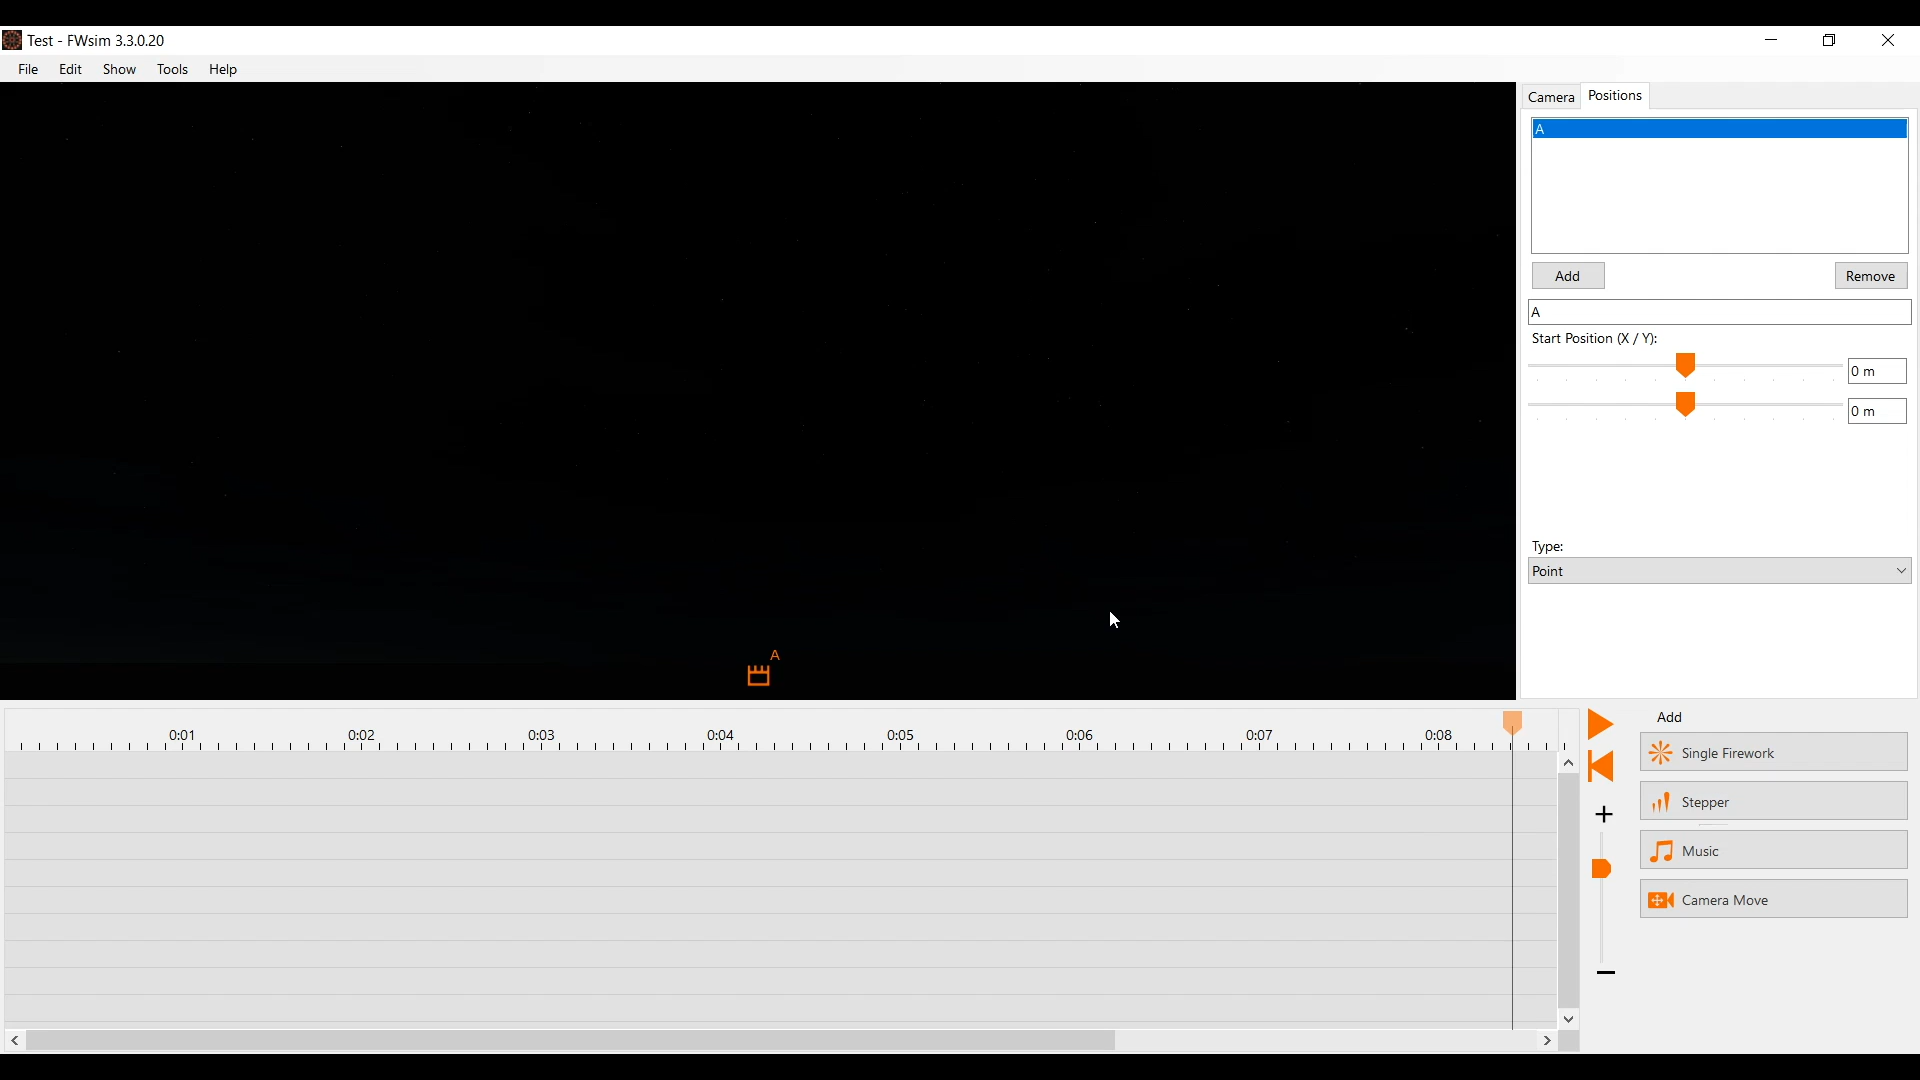 Test - FWsim 3.3.0.20
File Edit Show Tools Help
Camera Positions
A
Add Remove
A
Start Position (X / Y):
0 m
0 m
Type:
Point
A
0:01 0:02 0:03 0:04 0:05 0:06 0:07 0:08
Add
Single Firework
Stepper
Music
Camera Move